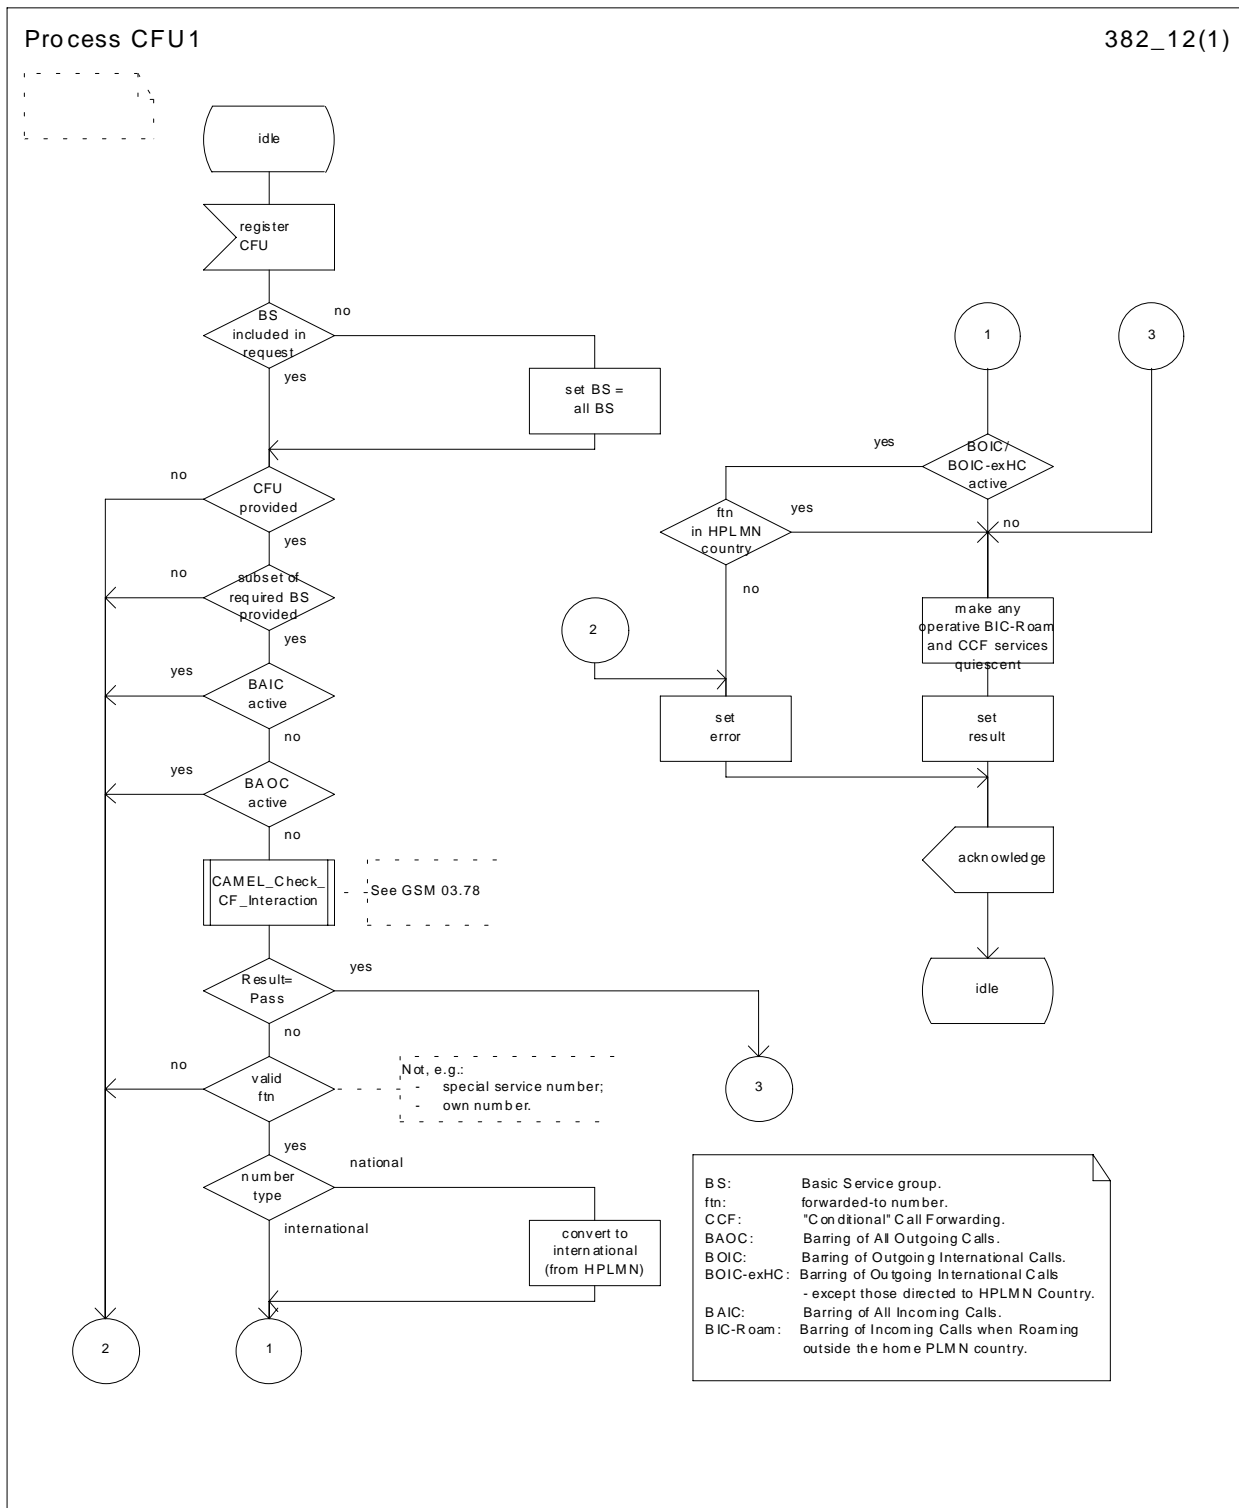 Process CFU1
382_12(1)
idle
register
CFU
BS
included in
request
no
yes
set BS =
all BS
CFU
provided
no
yes
subset of
required BS
provided
no
yes
BAIC
active
yes
no
BAOC
active
yes
no
CAMEL_Check_
CF_Interaction
See GSM 03.78
Result=
Pass
yes
no
3
valid
ftn
no
yes
Not, e.g.:
- special service number;
- own number.
number
type
national
international
convert to
international
(from HPLMN)
2
1
1
3
BOIC/
BOIC-exHC
active
yes
no
ftn
in HPLMN
country
yes
no
2
set
error
make any
operative BIC-Roam
and CCF services
quiescent
set
result
acknowledge
idle
BS: Basic Service group.
ftn: forwarded-to number.
CCF: "Conditional" Call Forwarding.
BAOC: Barring of All Outgoing Calls.
BOIC: Barring of Outgoing International Calls.
BOIC-exHC: Barring of Outgoing International Calls
- except those directed to HPLMN Country.
BAIC: Barring of All Incoming Calls.
BIC-Roam: Barring of Incoming Calls when Roaming
outside the home PLMN country.